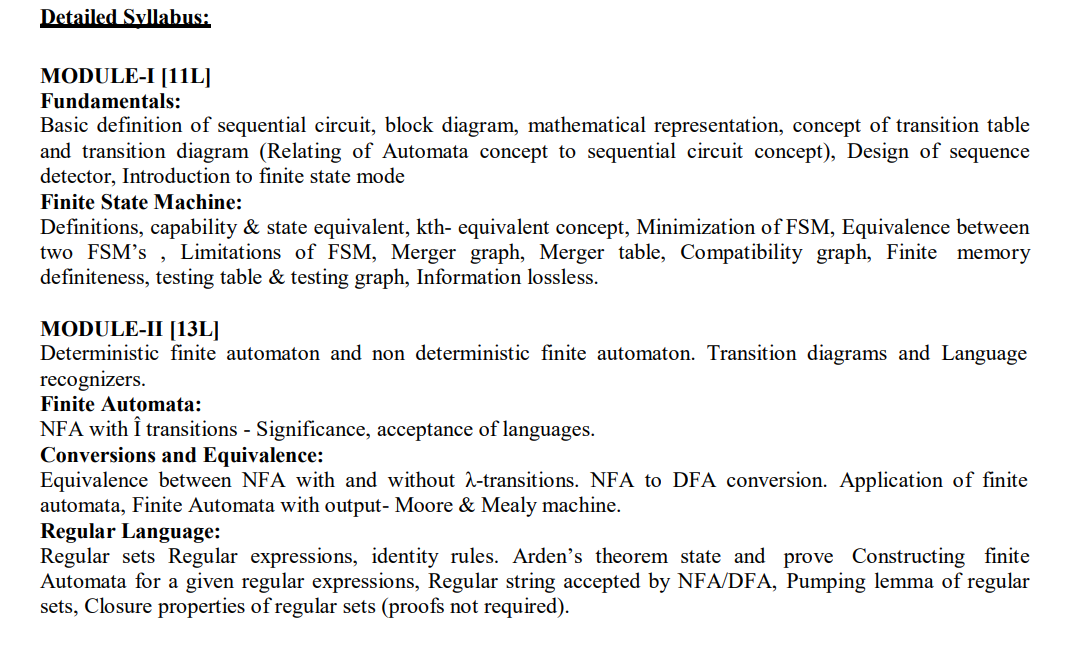 Detailed Syllabus:
MODULE-I [11L]
Fundamentals:
Basic definition of sequential circuit, block diagram, mathematical representation, concept of transition table
and transition diagram (Relating of Automata concept to sequential circuit concept), Design of sequence
detector, Introduction to finite state mode
Finite State Machine:
Definitions, capability & state equivalent, kth- equivalent concept, Minimization of FSM, Equivalence between
two FSM’s , Limitations of FSM, Merger graph, Merger table, Compatibility graph, Finite memory
definiteness, testing table & testing graph, Information lossless.
MODULE-II [13L]
Deterministic finite automaton and non deterministic finite automaton. Transition diagrams and Language
recognizers.
Finite Automata:
NFA with Î transitions - Significance, acceptance of languages.
Conversions and Equivalence:
Equivalence between NFA with and without λ-transitions. NFA to DFA conversion. Application of finite
automata, Finite Automata with output- Moore & Mealy machine.
Regular Language:
Regular sets Regular expressions, identity rules. Arden’s theorem state and prove Constructing finite
Automata for a given regular expressions, Regular string accepted by NFA/DFA, Pumping lemma of regular
sets, Closure properties of regular sets (proofs not required).